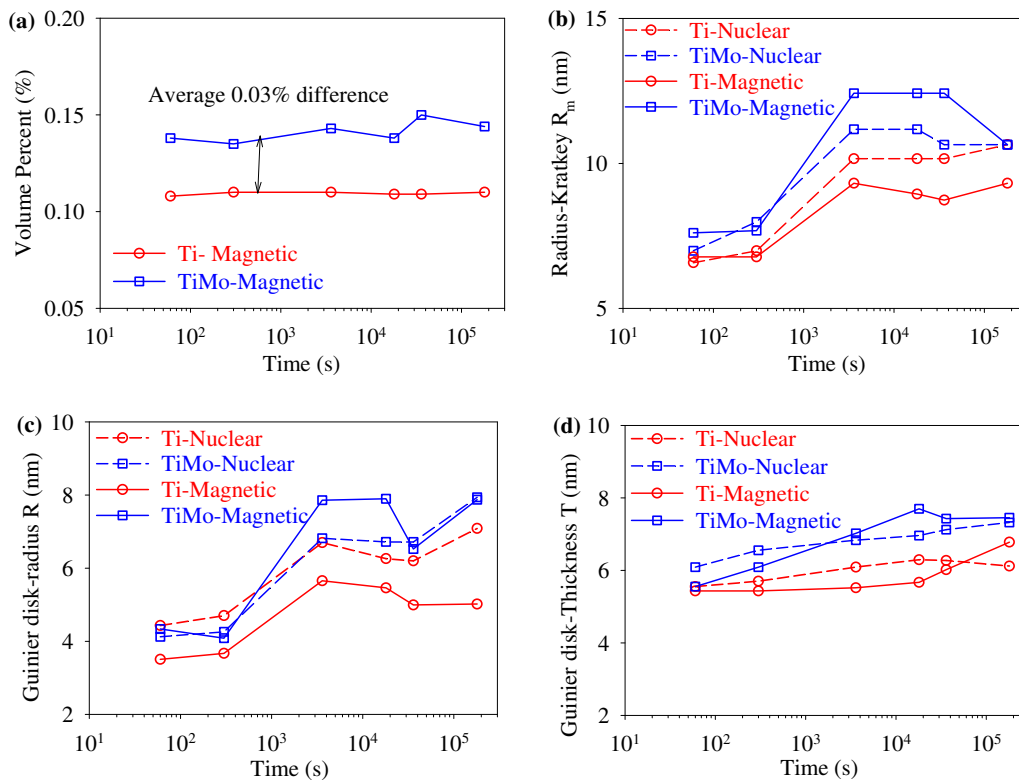 (a)
0.20
0.15
0.10
0.05
Volume Percent (%)
Average 0.03% difference
Ti- Magnetic
TiMo-Magnetic
10¹ 10² 10³ 10⁴ 10⁵
Time (s)
(b)
15
10
5
Radius-Kratkey Rₘ (nm)
Ti-Nuclear
TiMo-Nuclear
Ti-Magnetic
TiMo-Magnetic
10¹ 10² 10³ 10⁴ 10⁵
Time (s)
(c)
10
8
6
4
2
Guinier disk-radius R (nm)
Ti-Nuclear
TiMo-Nuclear
Ti-Magnetic
TiMo-Magnetic
10¹ 10² 10³ 10⁴ 10⁵
Time (s)
(d)
10
8
6
4
2
Guinier disk-Thickness T (nm)
Ti-Nuclear
TiMo-Nuclear
Ti-Magnetic
TiMo-Magnetic
10¹ 10² 10³ 10⁴ 10⁵
Time (s)